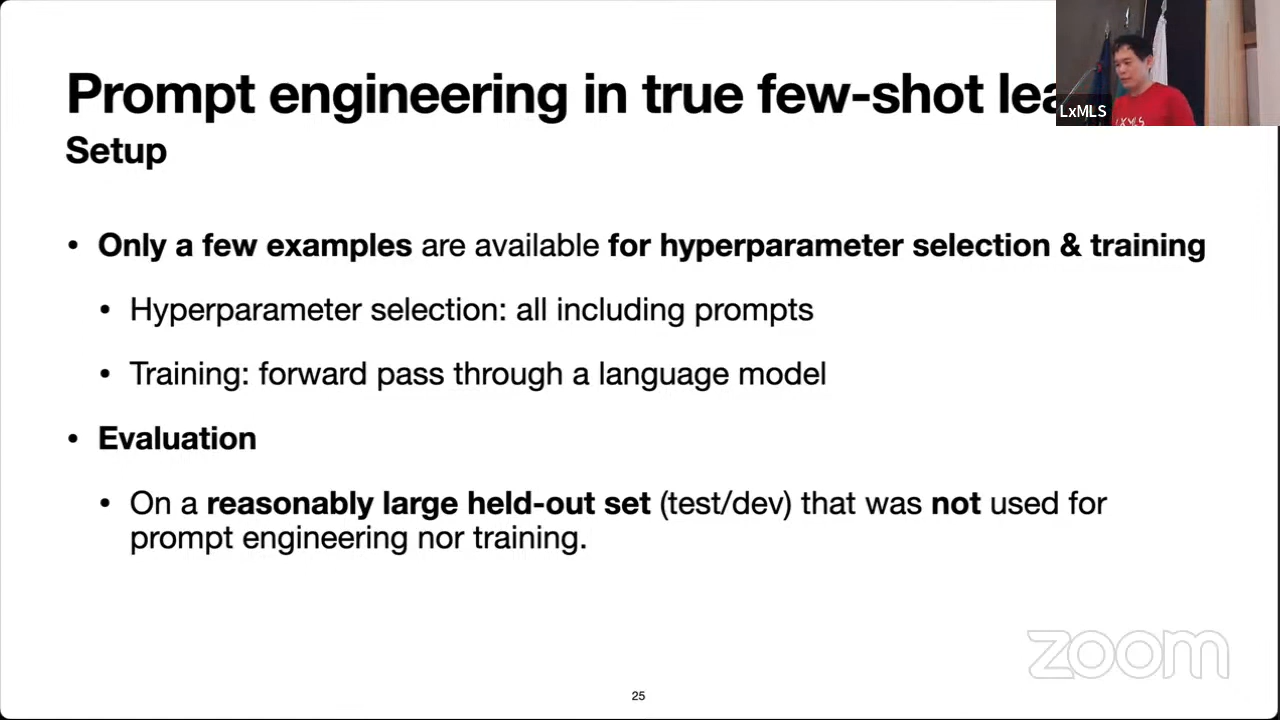 Prompt engineering in true few-shot
Setup
• Only a few examples are available for hyperparameter selection & training
• Hyperparameter selection: all including prompts
• Training: forward pass through a language model
• Evaluation
• On a reasonably large held-out set (test/dev) that was not used for
prompt engineering nor training.
25
LxMLS
LXMLS
zoom